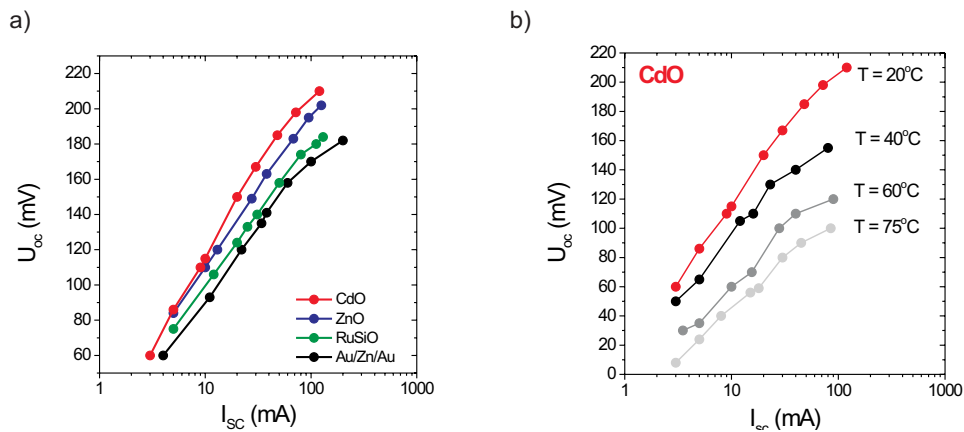 a)
220
200
180
160
140
120
100
80
60
U_oc (mV)
1
10
100
1000
I_SC (mA)
CdO
ZnO
RuSiO
Au/Zn/Au
b)
220
200
180
160
140
120
100
80
60
40
20
0
U_oc (mV)
1
10
100
1000
I_sc (mA)
CdO
T = 20°C
T = 40°C
T = 60°C
T = 75°C